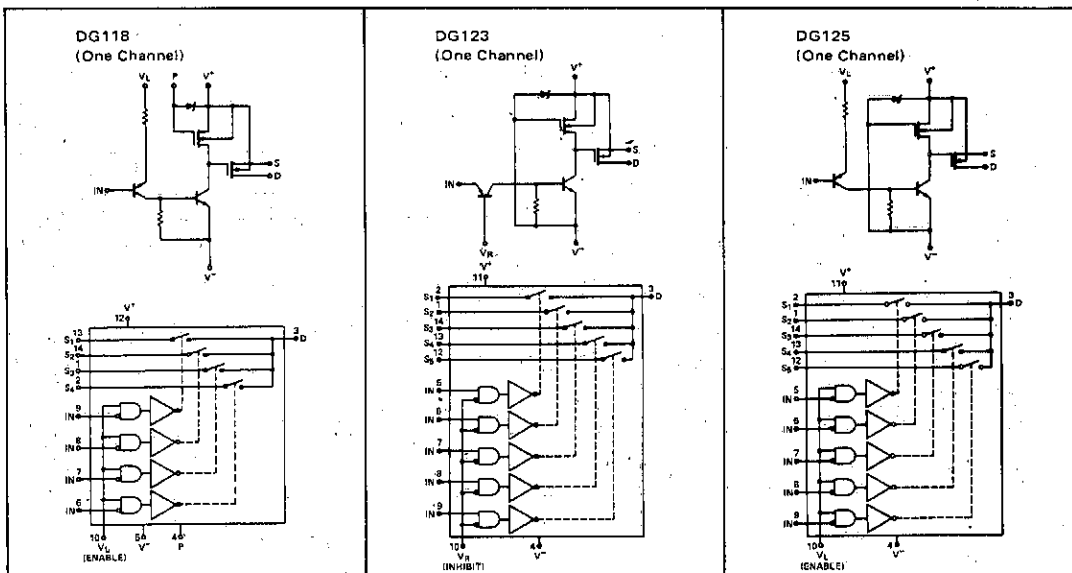 DG118
(One Channel)
VL P V+
IN
S
D
V-
V+
12
13
S1
14
S2
1
S3
2
S4
3
D
9
IN
8
IN
7
IN
6
IN
10 5 4
VL V- P
(ENABLE)
DG123
(One Channel)
V+
S
D
IN
VR
V-
V+
11
2
S1
1
S2
14
S3
13
S4
12
S5
3
D
5
IN
6
IN
7
IN
8
IN
9
IN
10 4
VR V-
(INHIBIT)
DG125
(One Channel)
VL V+
S
D
IN
V-
V+
11
2
S1
1
S2
14
S3
13
S4
12
S5
3
D
5
IN
6
IN
7
IN
8
IN
9
IN
10 4
VL V-
(ENABLE)